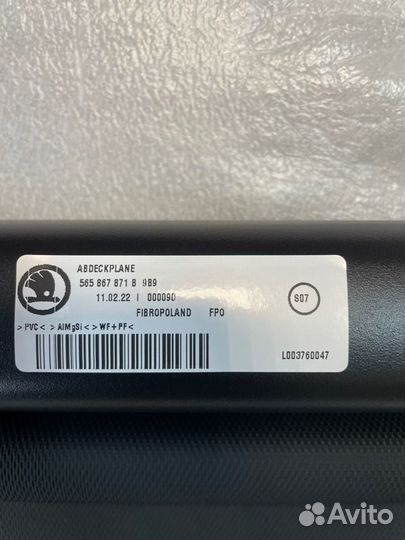 ABDECKPLANE
565 867 871 B 9B9
11.02.22 | 000090
FIBROPOLAND FPO
S07
>PVC<>AlMgSi<>WF+PF<
L003760047
Avito